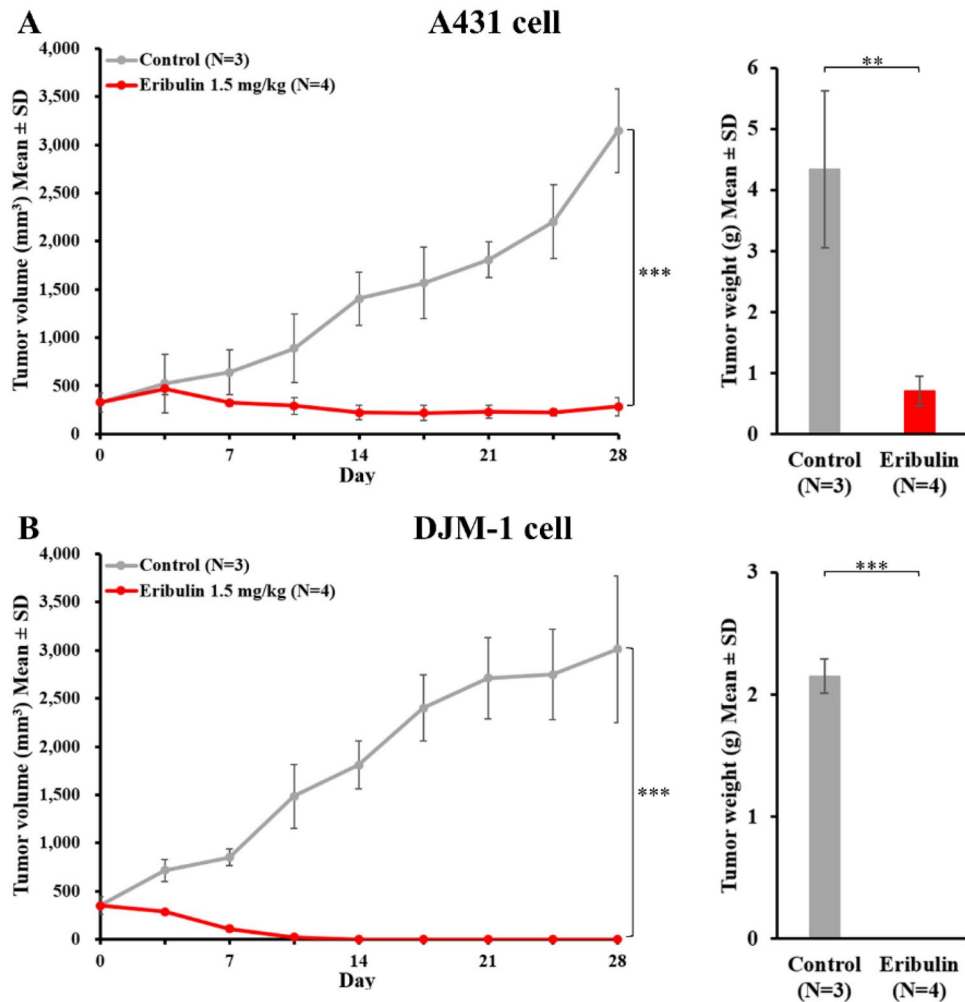 A
A431 cell
Tumor volume (mm³) Mean ± SD
4,000
3,500
3,000
2,500
2,000
1,500
1,000
500
0
Control (N=3)
Eribulin 1.5 mg/kg (N=4)
***
0
7
14
21
28
Day
Tumor weight (g) Mean ± SD
6
5
4
3
2
1
0
**
Control
(N=3)
Eribulin
(N=4)
B
DJM-1 cell
Tumor volume (mm³) Mean ± SD
4,000
3,500
3,000
2,500
2,000
1,500
1,000
500
0
Control (N=3)
Eribulin 1.5 mg/kg (N=4)
***
0
7
14
21
28
Day
Tumor weight (g) Mean ± SD
3
2
1
0
***
Control
(N=3)
Eribulin
(N=4)